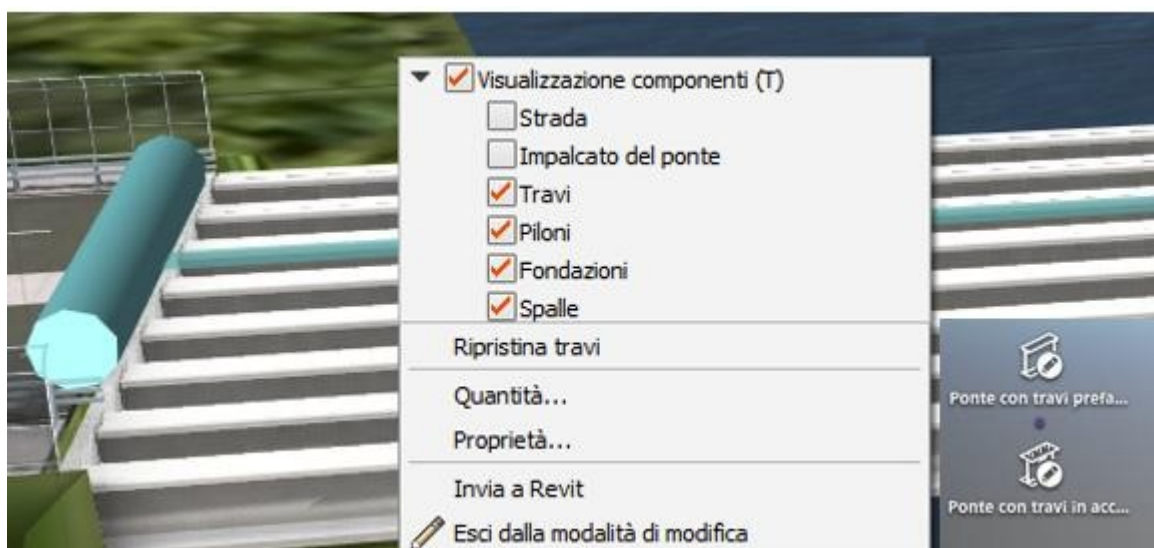 Visualizzazione componenti (T)
Strada
Impalcato del ponte
Travi
Piloni
Fondazioni
Spalle
Ripristina travi
Quantità...
Proprietà...
Invia a Revit
Esci dalla modalità di modifica
Ponte con travi prefa...
Ponte con travi in acc...